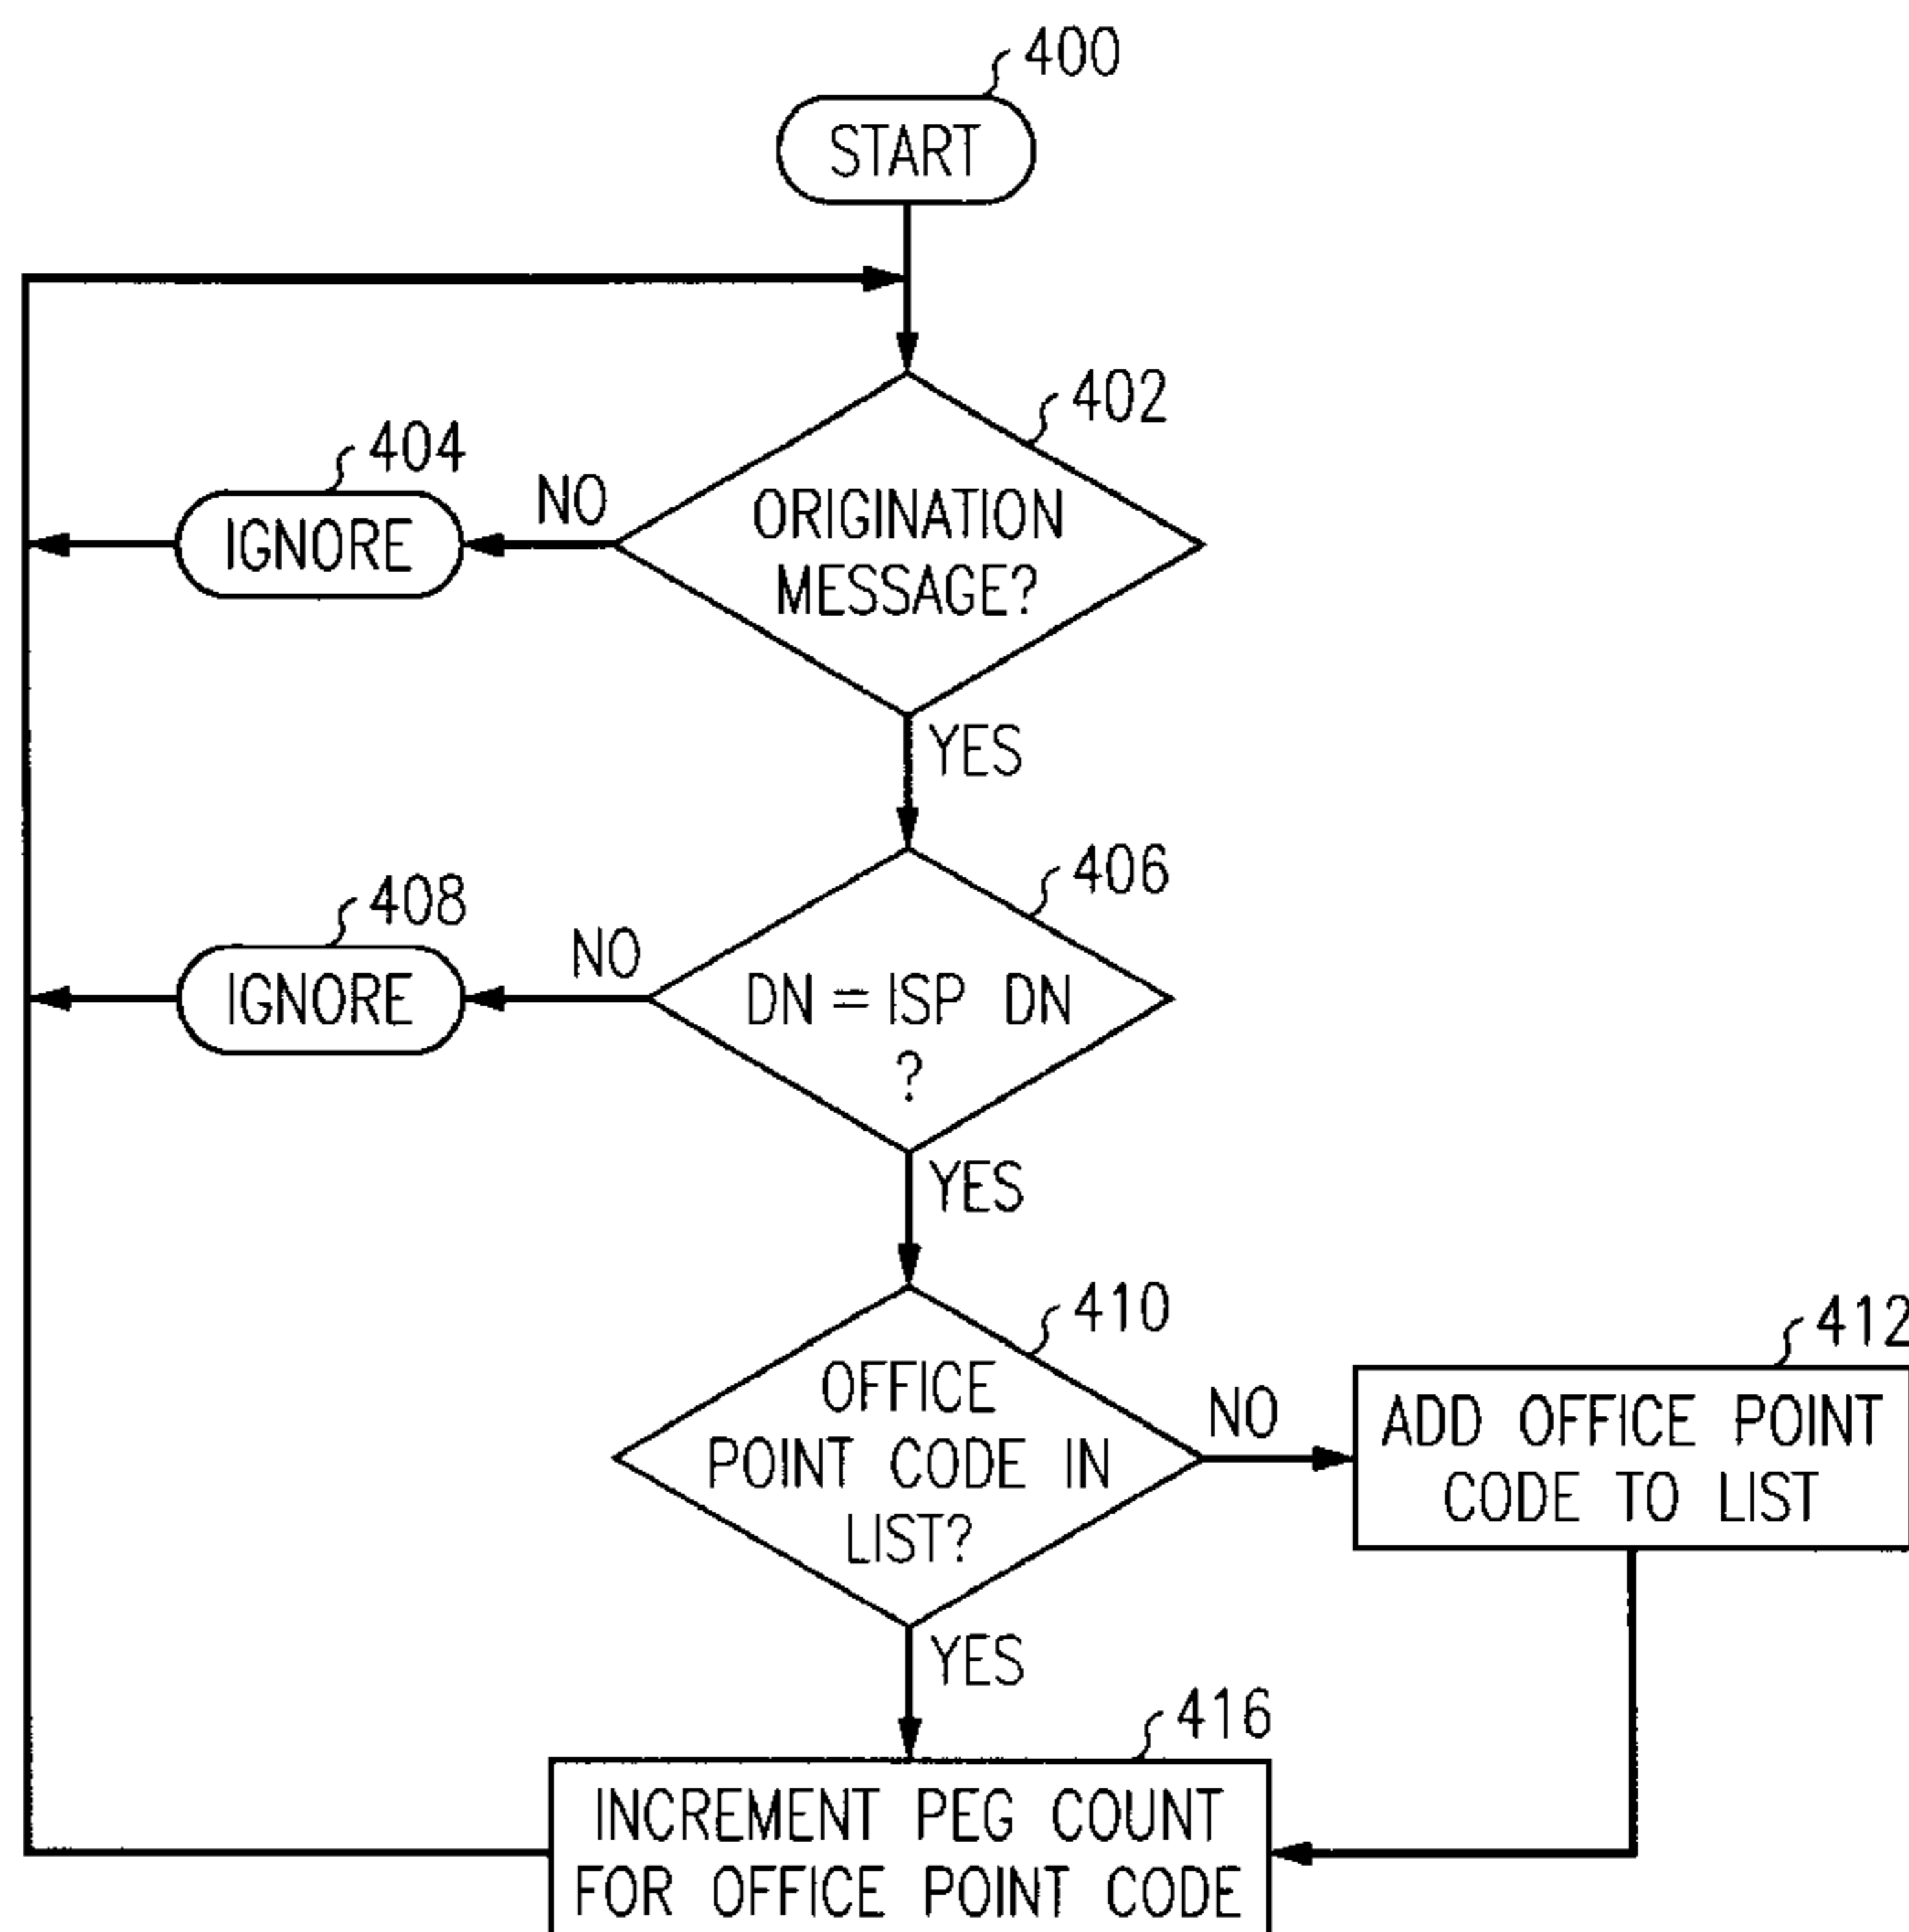 400
START
402
ORIGINATION
MESSAGE?
404
NO
IGNORE
YES
406
DN = ISP DN
?
408
NO
IGNORE
YES
410
OFFICE
POINT CODE IN
LIST?
NO
412
ADD OFFICE POINT
CODE TO LIST
YES
416
INCREMENT PEG COUNT
FOR OFFICE POINT CODE